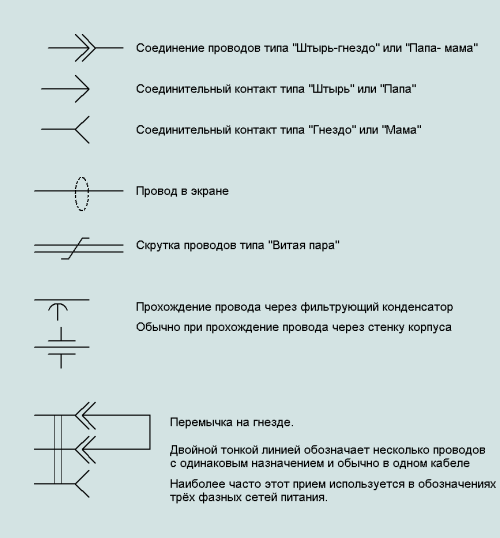 Соединение проводов типа "Штырь-гнездо" или "Папа- мама"
Соединительный контакт типа "Штырь" или "Папа"
Соединительный контакт типа "Гнездо" или "Мама"
Провод в экране
Скрутка проводов типа "Витая пара"
Прохождение провода через фильтрующий конденсатор
Обычно при прохождение провода через стенку корпуса
Перемычка на гнезде.
Двойной тонкой линией обозначает несколько проводов
с одинаковым назначением и обычно в одном кабеле
Наиболее часто этот прием используется в обозначениях
трёх фазных сетей питания.